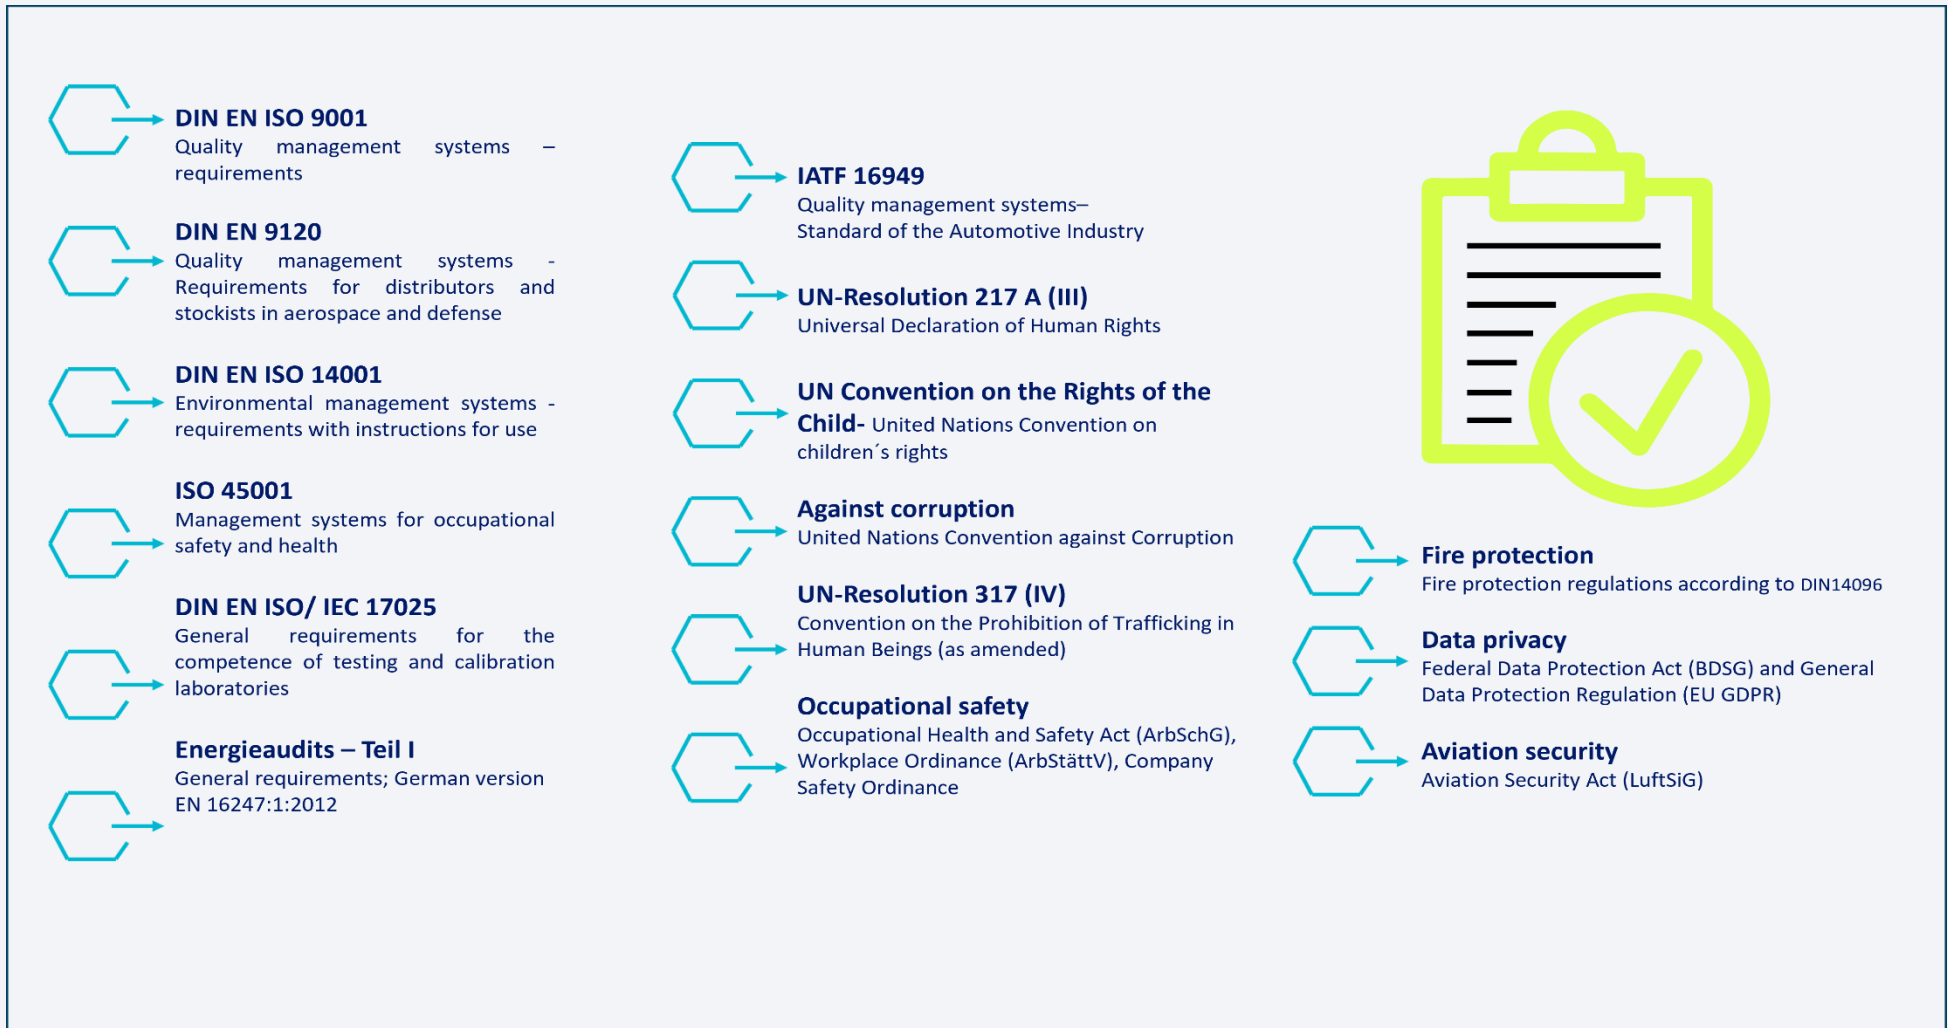 DIN EN ISO 9001
Quality management systems –
requirements
DIN EN 9120
Quality management systems -
Requirements for distributors and
stockists in aerospace and defense
DIN EN ISO 14001
Environmental management systems -
requirements with instructions for use
ISO 45001
Management systems for occupational
safety and health
DIN EN ISO/ IEC 17025
General requirements for the
competence of testing and calibration
laboratories
Energieaudits – Teil I
General requirements; German version
EN 16247:1:2012
IATF 16949
Quality management systems–
Standard of the Automotive Industry
UN-Resolution 217 A (III)
Universal Declaration of Human Rights
UN Convention on the Rights of the
Child- United Nations Convention on
children´s rights
Against corruption
United Nations Convention against Corruption
UN-Resolution 317 (IV)
Convention on the Prohibition of Trafficking in
Human Beings (as amended)
Occupational safety
Occupational Health and Safety Act (ArbSchG),
Workplace Ordinance (ArbStättV), Company
Safety Ordinance
Fire protection
Fire protection regulations according to DIN14096
Data privacy
Federal Data Protection Act (BDSG) and General
Data Protection Regulation (EU GDPR)
Aviation security
Aviation Security Act (LuftSiG)